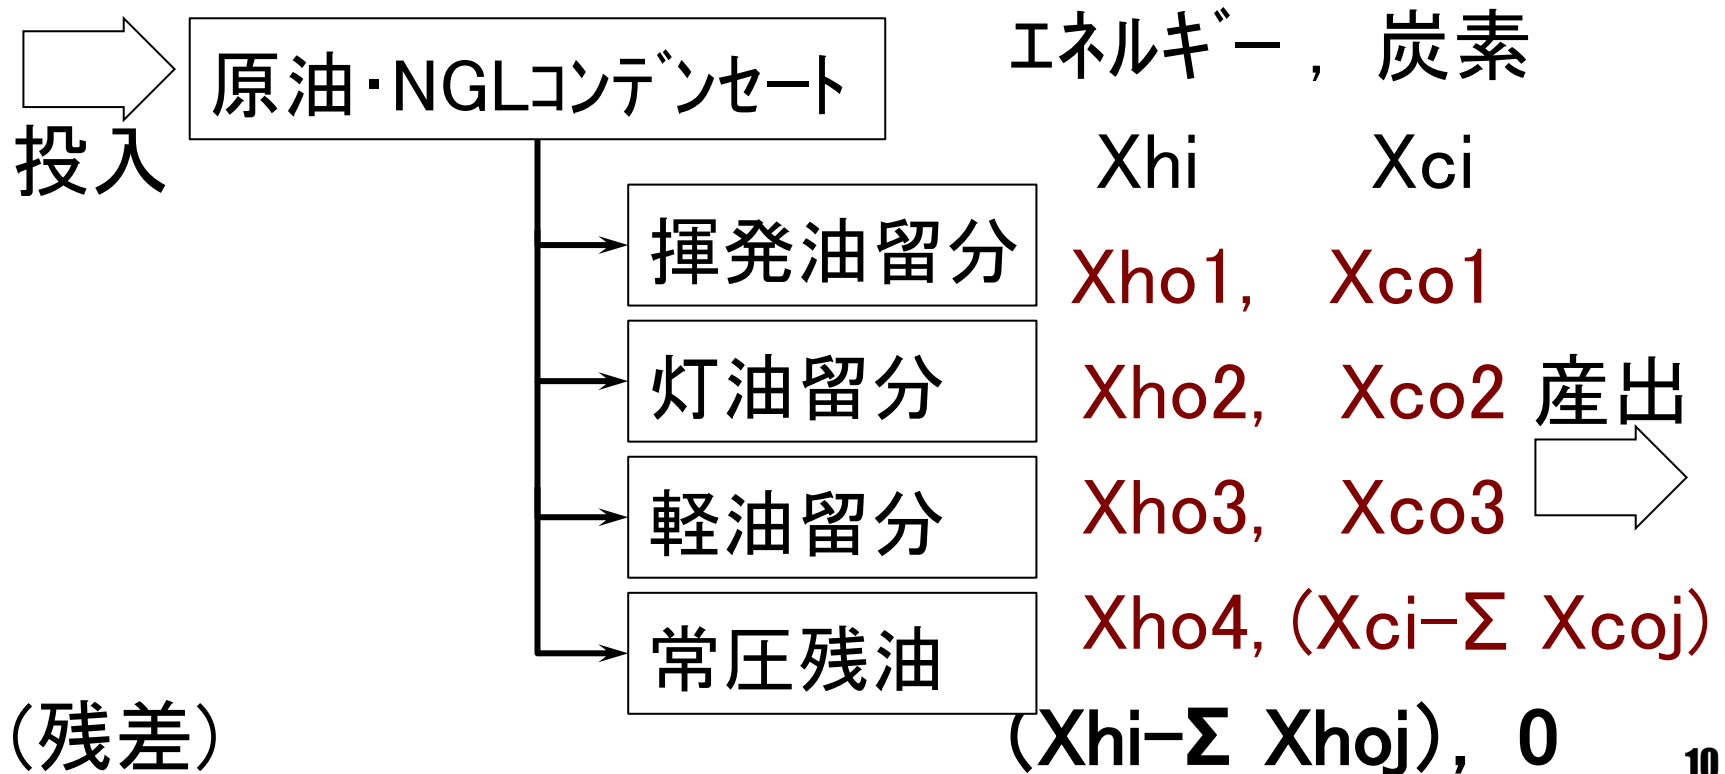 原油・NGLｺﾝﾃﾞﾝｾｰﾄ
エネルギー , 炭素
投入
Xhi Xci
揮発油留分 Xho1, Xco1
灯油留分 Xho2, Xco2 産出
軽油留分 Xho3, Xco3
常圧残油 Xho4, (Xci-Σ Xcoj)
(残差) (Xhi-Σ Xhoj), 0
10